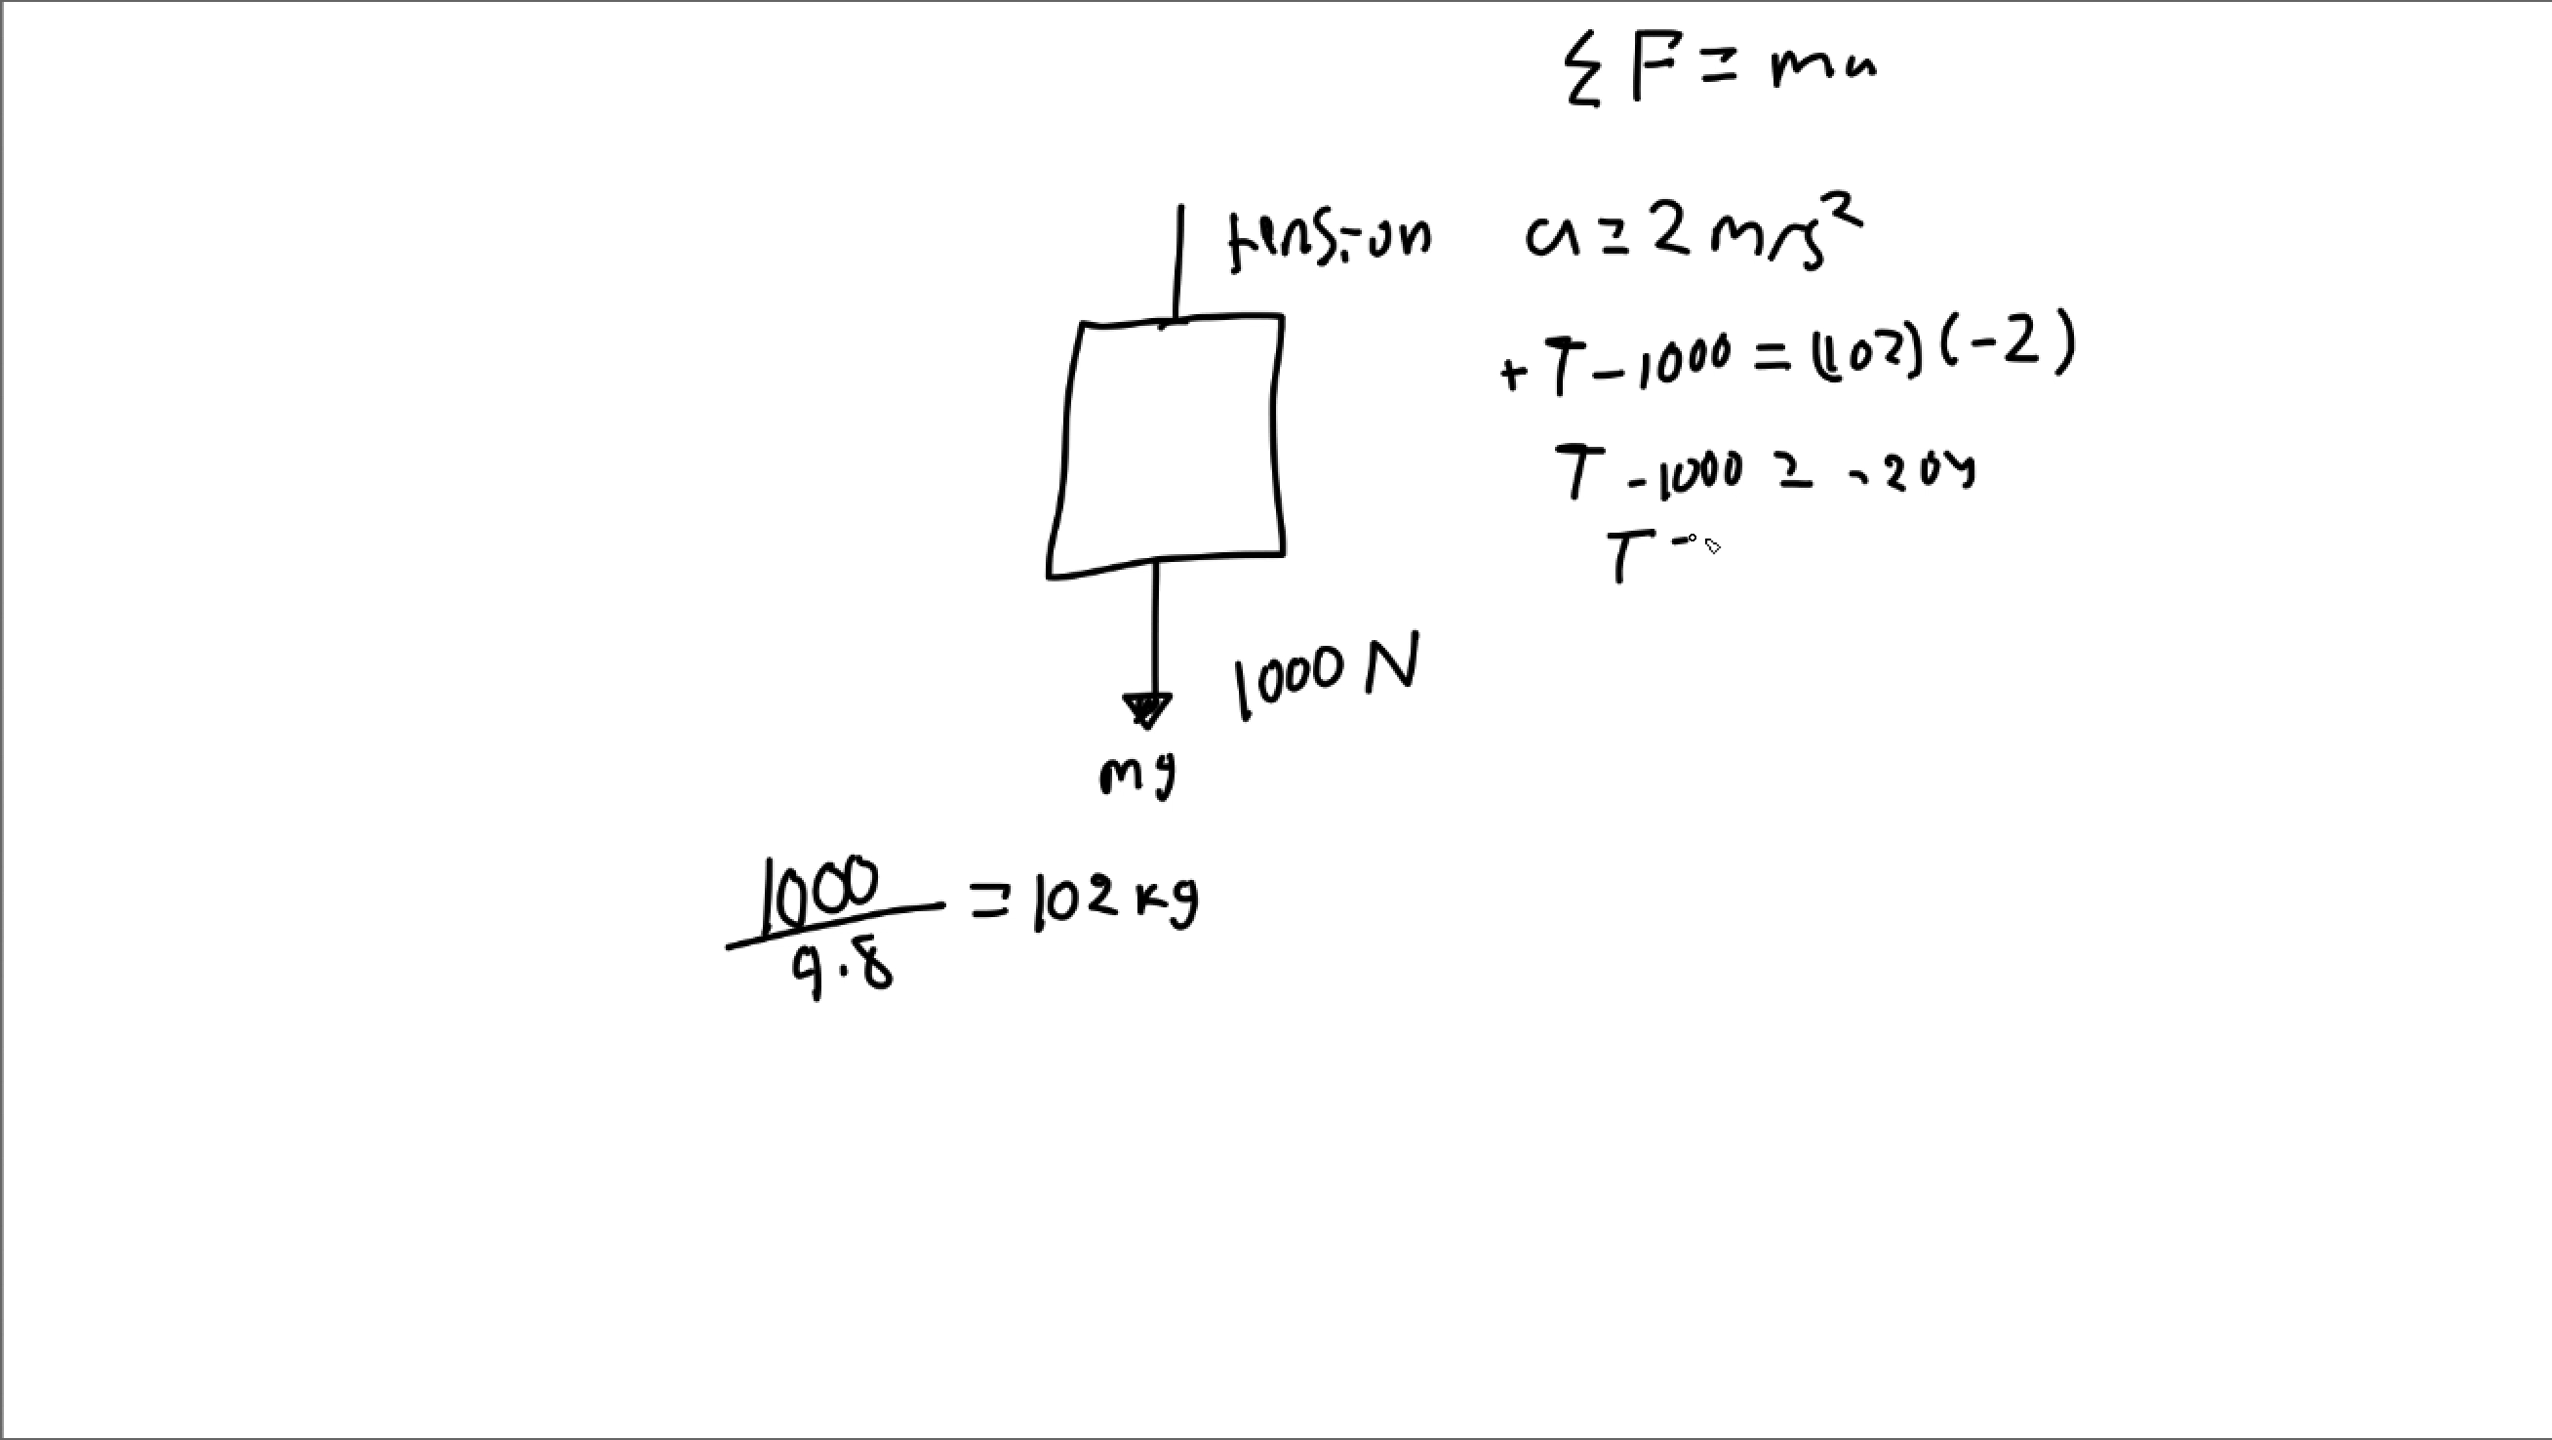 ΣF = ma
tension a = 2 m/s²
+T - 1000 = (102)(-2)
T - 1000 = -204
T -
1000 N
mg
1000
9.8
= 102 kg